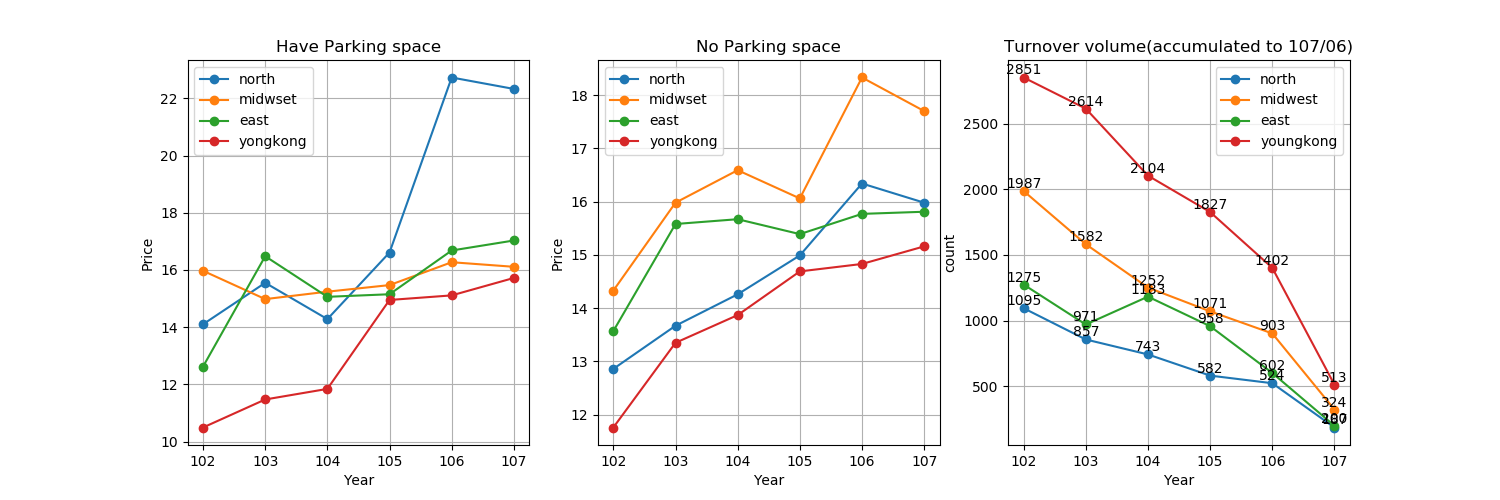 Have Parking space
north
midwset
east
yongkong
22
20
18
16
14
12
10
Price
102 103 104 105 106 107
Year
No Parking space
north
midwset
east
yongkong
18
17
16
15
14
13
12
Price
102 103 104 105 106 107
Year
Turnover volume(accumulated to 107/06)
north
midwest
east
youngkong
2851
2614
2104
1827
1402
513
1987
1582
1252
1071
903
324
1275
971
1183
958
602
1095
857
743
582
524
2500
2000
1500
1000
500
count
102 103 104 105 106 107
Year